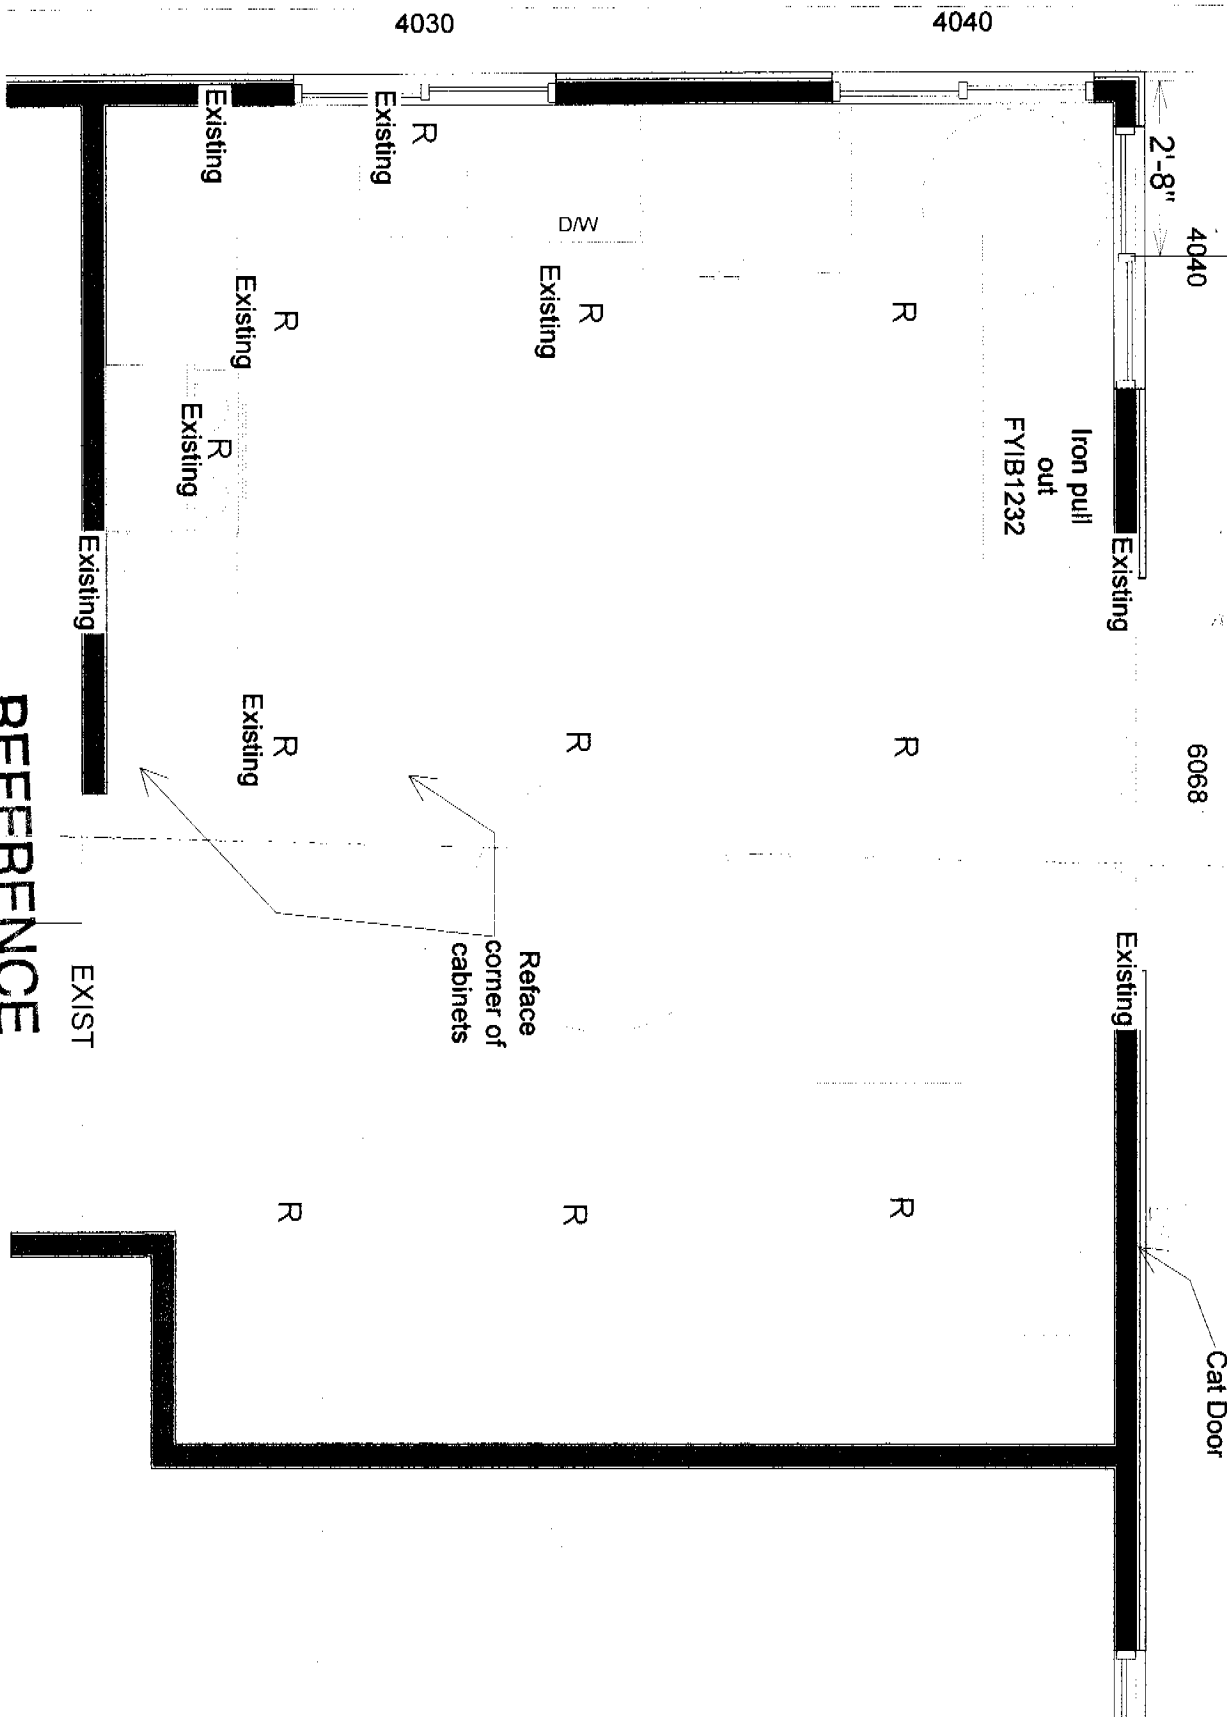 4030
4040
2'-8"
4040
Existing
Existing
R
D/W
Existing
R
Existing
R
R
Existing
R
Iron pull
out
FYIB1232
Existing
Existing
6068
Existing
R
R
R
Reface
corner of
cabinets
Existing
EXIST
REFERENCE
R
R
R
Cat Door